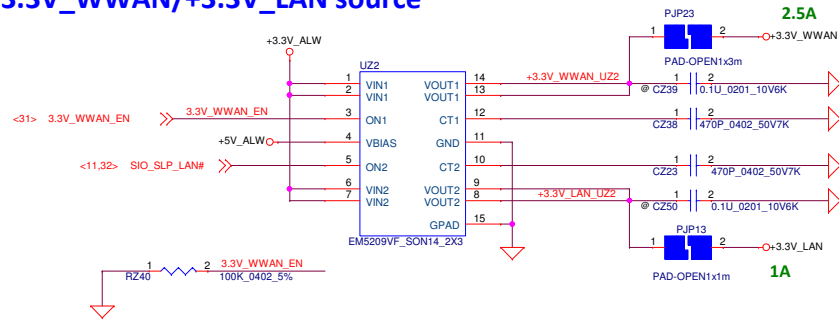 3.3V_WWAN/+3.3V_LAN source
PJP23
2.5A
1 2
+3.3V_WWAN
PAD-OPEN1x3m
+3.3V_ALW
UZ2
1 VIN1 VOUT1 14
+3.3V_WWAN_UZ2
2 VIN1 VOUT1 13
@ CZ39 1 2 0.1U_0201_10V6K
<31> 3.3V_WWAN_EN 3.3V_WWAN_EN 3 ON1 CT1 12
CZ38 1 2 470P_0402_50V7K
+5V_ALW 4 VBIAS GND 11
<11,32> SIO_SLP_LAN# 5 ON2 CT2 10
CZ23 1 2 470P_0402_50V7K
6 VIN2 VOUT2 9
7 VIN2 VOUT2 8
+3.3V_LAN_UZ2
@ CZ50 1 2 0.1U_0201_10V6K
GPAD 15
EM5209VF_SON14_2X3
PJP13
1 2
+3.3V_LAN
PAD-OPEN1x1m
1A
RZ40 1 2 3.3V_WWAN_EN
100K_0402_5%